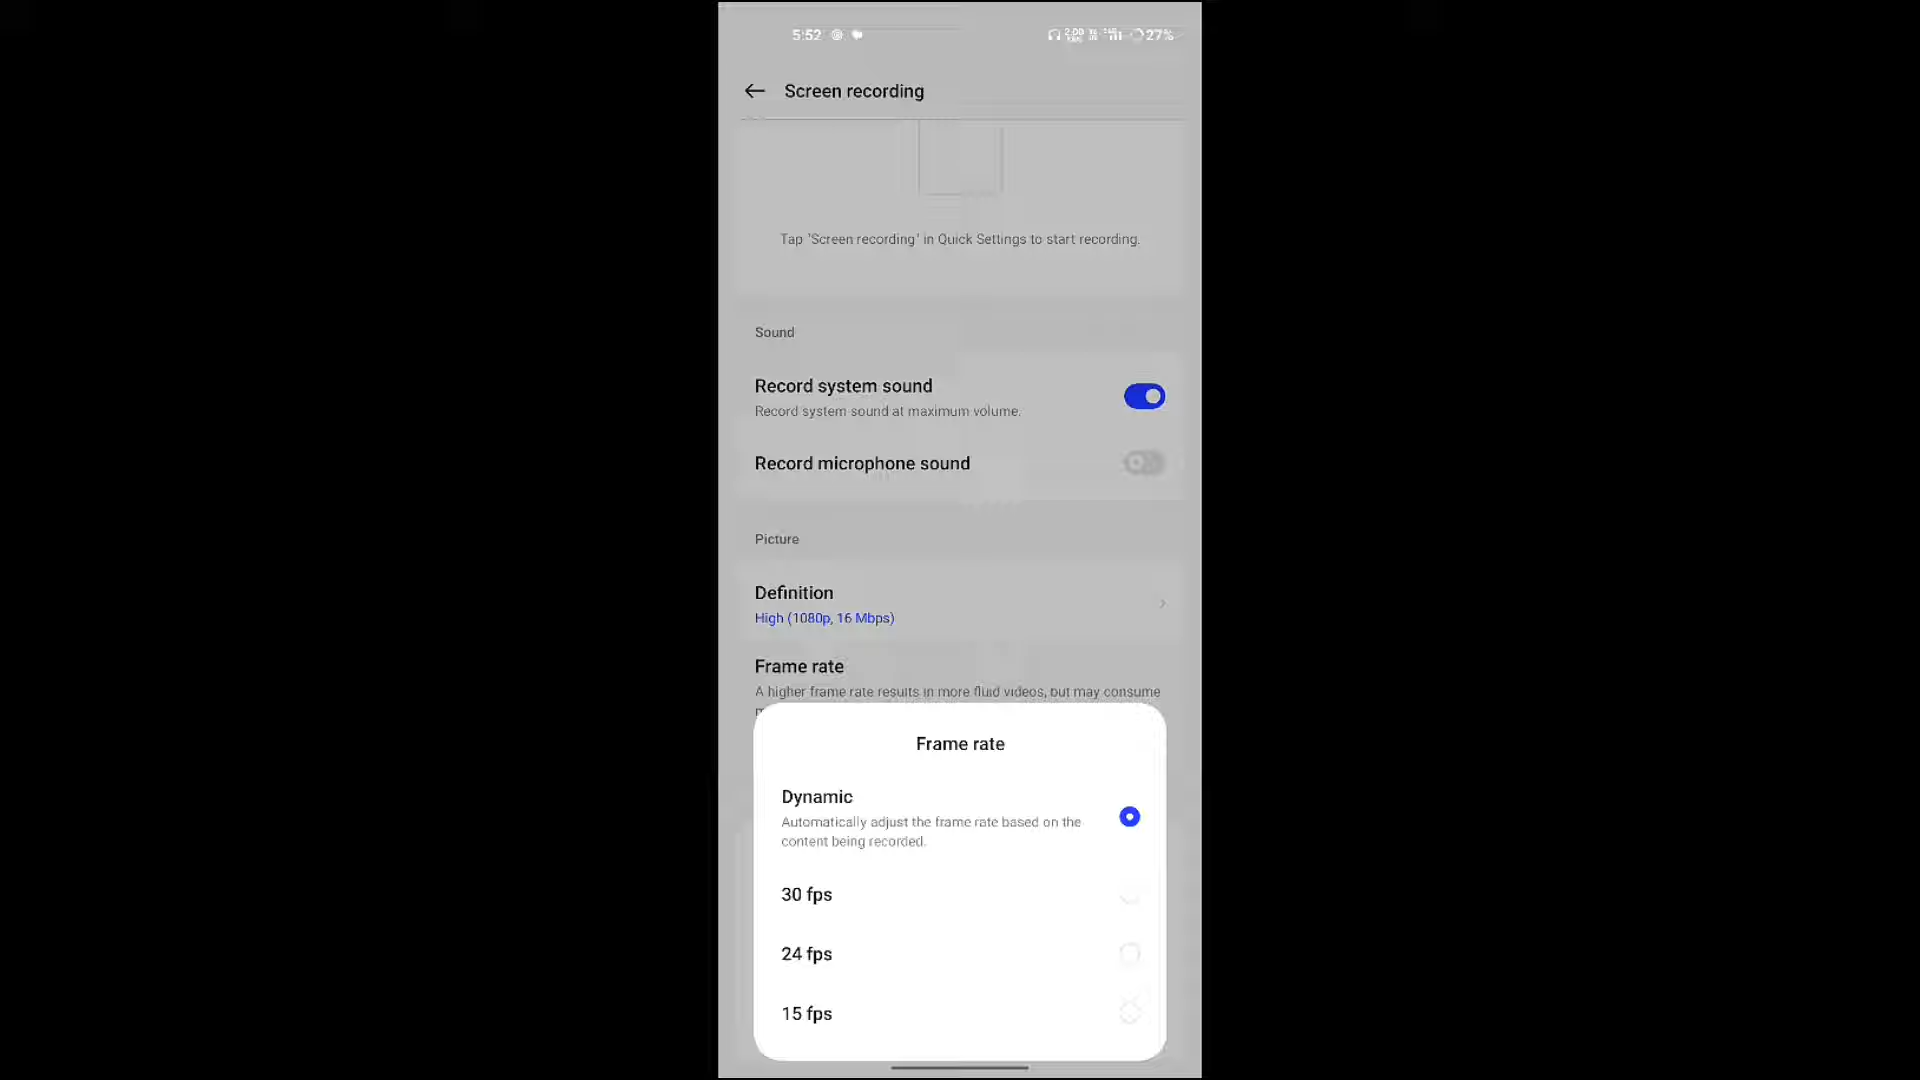 5:52
27%
Screen recording
Tap "Screen recording" in Quick Settings to start recording.
Sound
Record system sound
Record system sound at maximum volume.
Record microphone sound
Picture
Definition
High (1080p, 16 Mbps)
Frame rate
A higher frame rate results in more fluid videos, but may consume
Frame rate
Dynamic
Automatically adjust the frame rate based on the
content being recorded.
30 fps
24 fps
15 fps